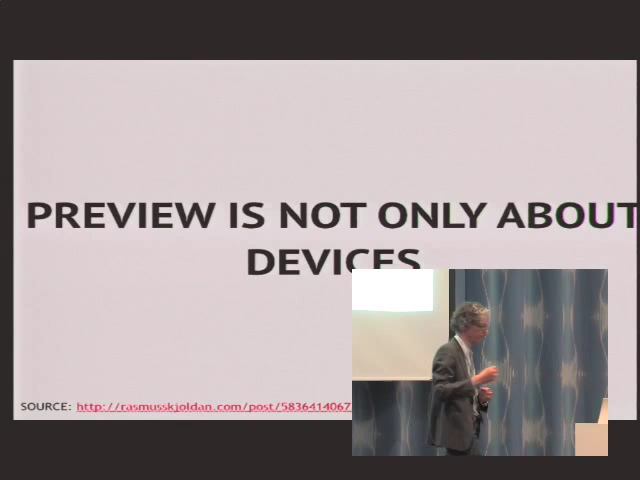 PREVIEW IS NOT ONLY ABOUT
DEVICES
SOURCE: http://rasmusskjoldan.com/post/5836414067